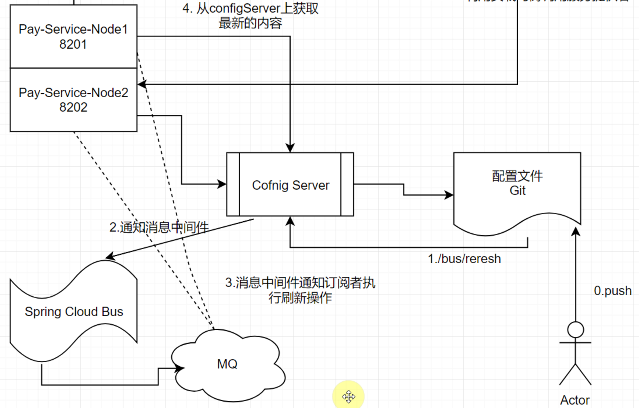 4. 从configServer上获取
最新的内容
Pay-Service-Node1
8201
Pay-Service-Node2
8202
Cofnig Server
配置文件
Git
2.通知消息中间件
1./bus/reresh
3.消息中间件通知订阅者执
行刷新操作
0.push
Spring Cloud Bus
MQ
Actor